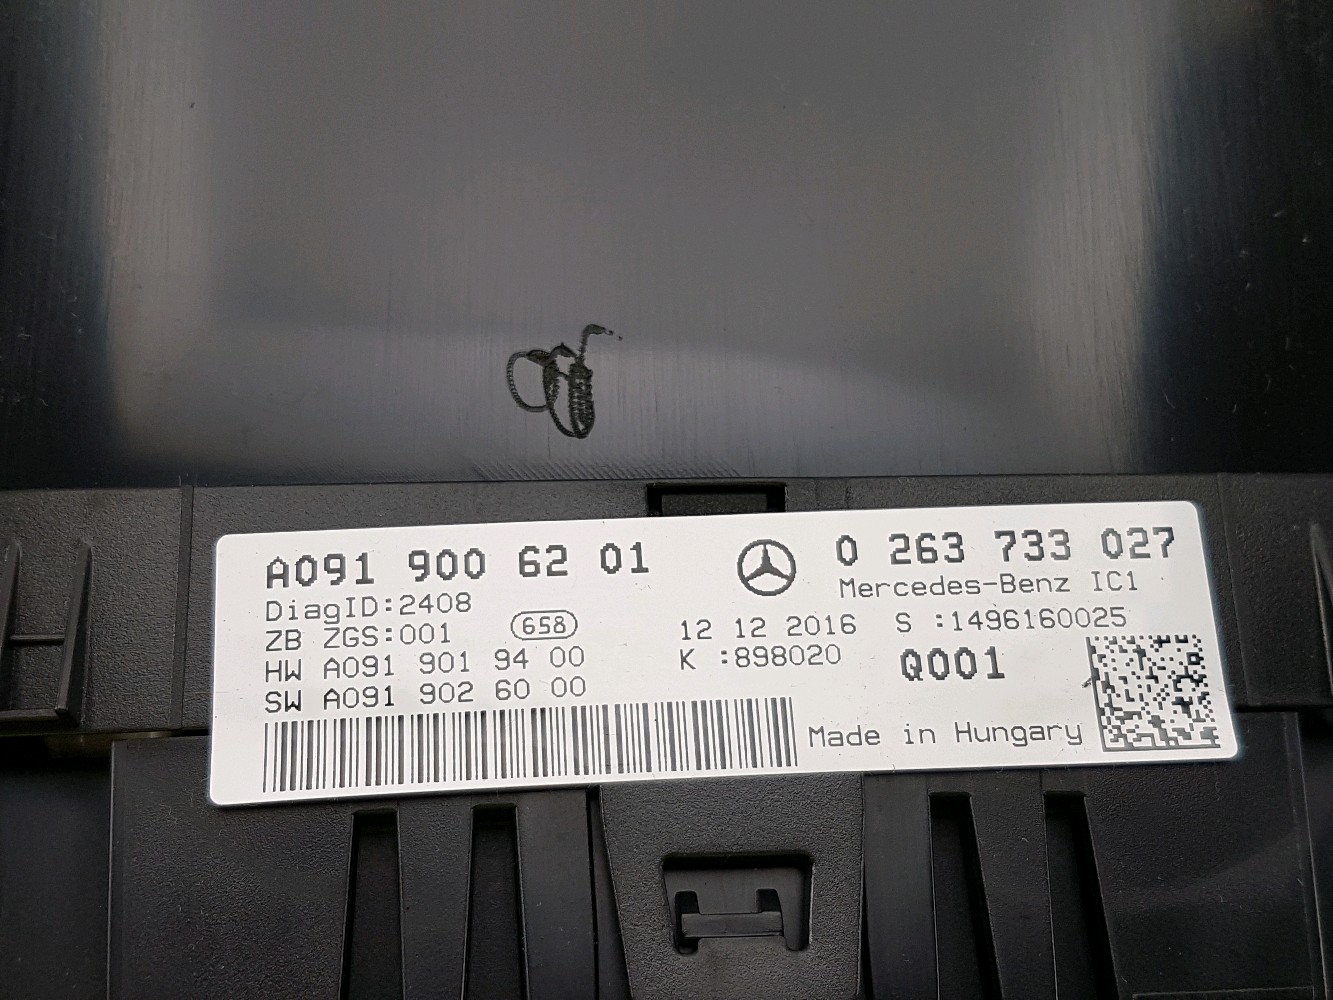 A091 900 62 01
0 263 733 027
DiagID:2408
Mercedes-Benz IC1
ZB ZGS:001
658
12 12 2016
S :1496160025
HW A091 901 94 00
K :898020
Q001
SW A091 902 60 00
Made in Hungary